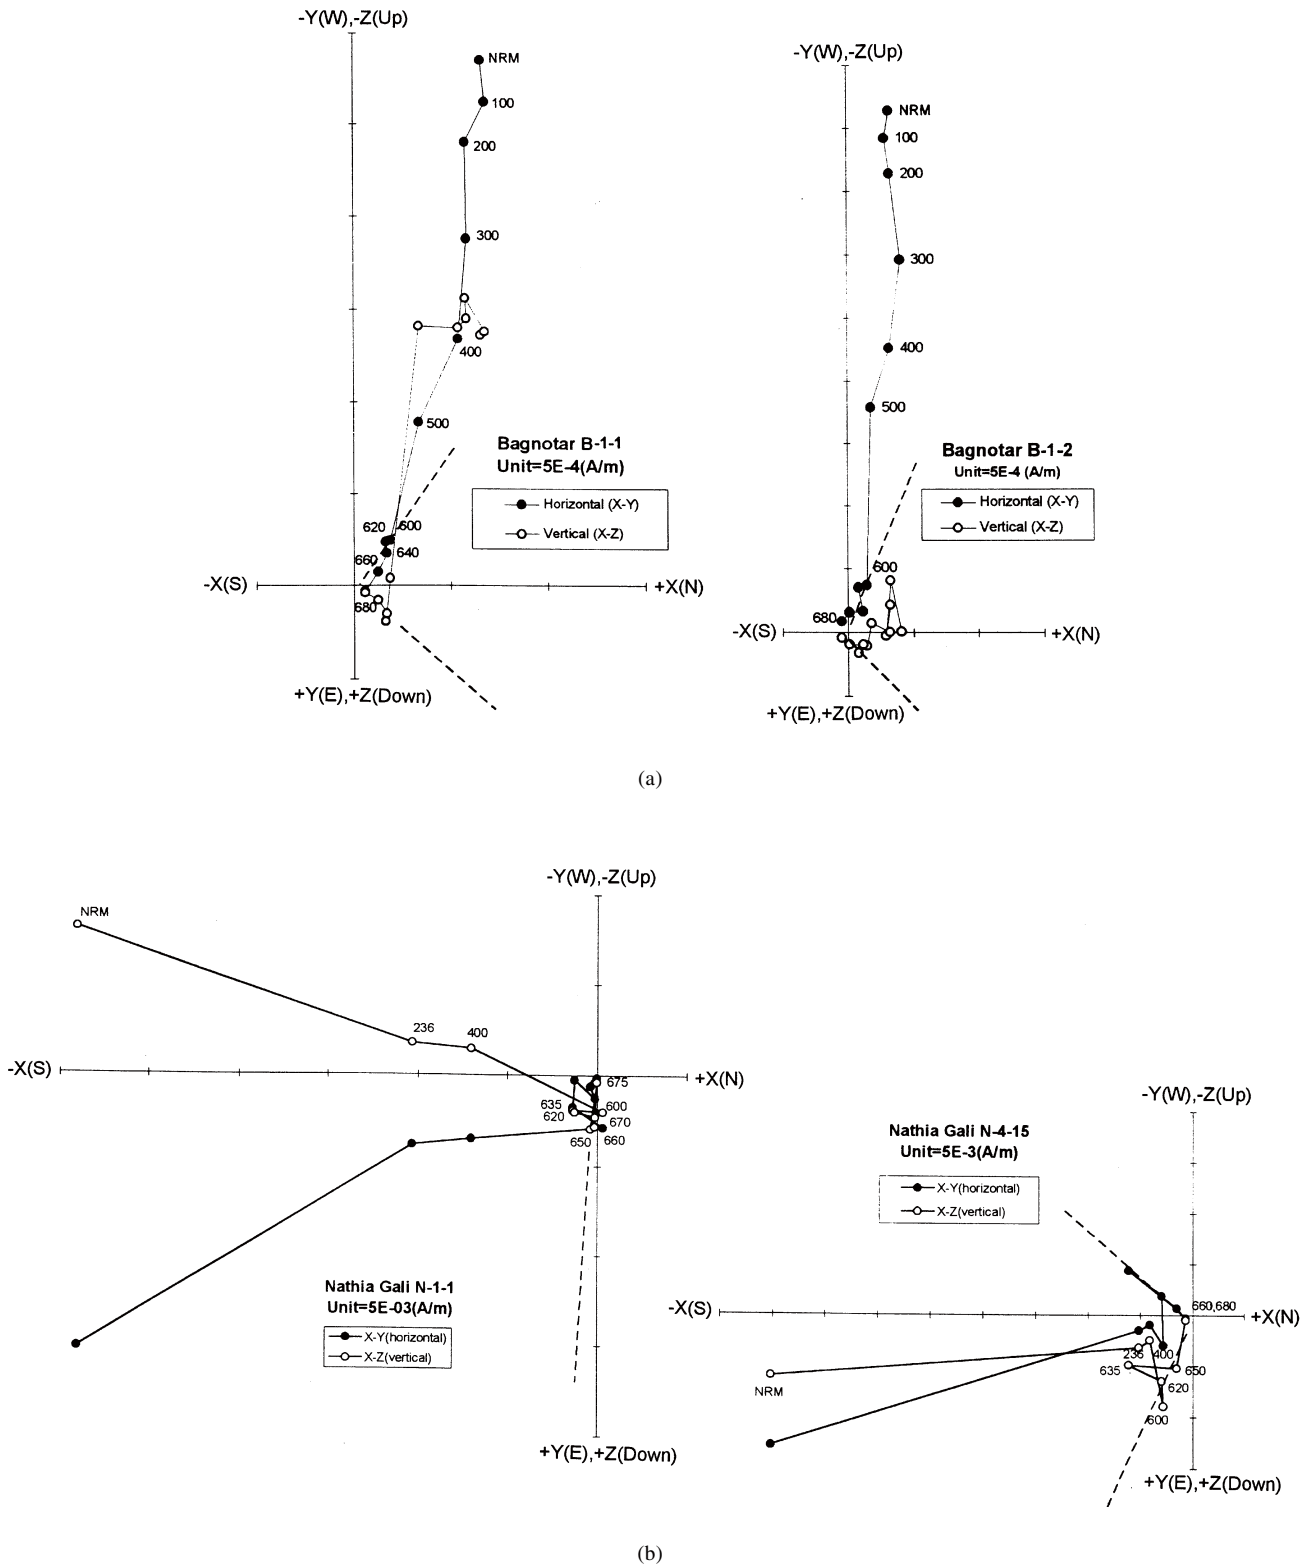 -Y(W),-Z(Up)
NRM
100
200
300
400
500
Bagnotar B-1-1
Unit=5E-4(A/m)
Horizontal (X-Y)
Vertical (X-Z)
620
600
640
660
680
-X(S)
+X(N)
+Y(E),+Z(Down)
-Y(W),-Z(Up)
NRM
100
200
300
400
500
Bagnotar B-1-2
Unit=5E-4 (A/m)
Horizontal (X-Y)
Vertical (X-Z)
600
680
-X(S)
+X(N)
+Y(E),+Z(Down)
(a)
-Y(W),-Z(Up)
NRM
236
400
-X(S)
+X(N)
675
635
600
620
670
650
660
Nathia Gali N-1-1
Unit=5E-03(A/m)
X-Y(horizontal)
X-Z(vertical)
+Y(E),+Z(Down)
-Y(W),-Z(Up)
Nathia Gali N-4-15
Unit=5E-3(A/m)
X-Y(horizontal)
X-Z(vertical)
660,680
-X(S)
+X(N)
236
400
635
650
NRM
620
600
+Y(E),+Z(Down)
(b)